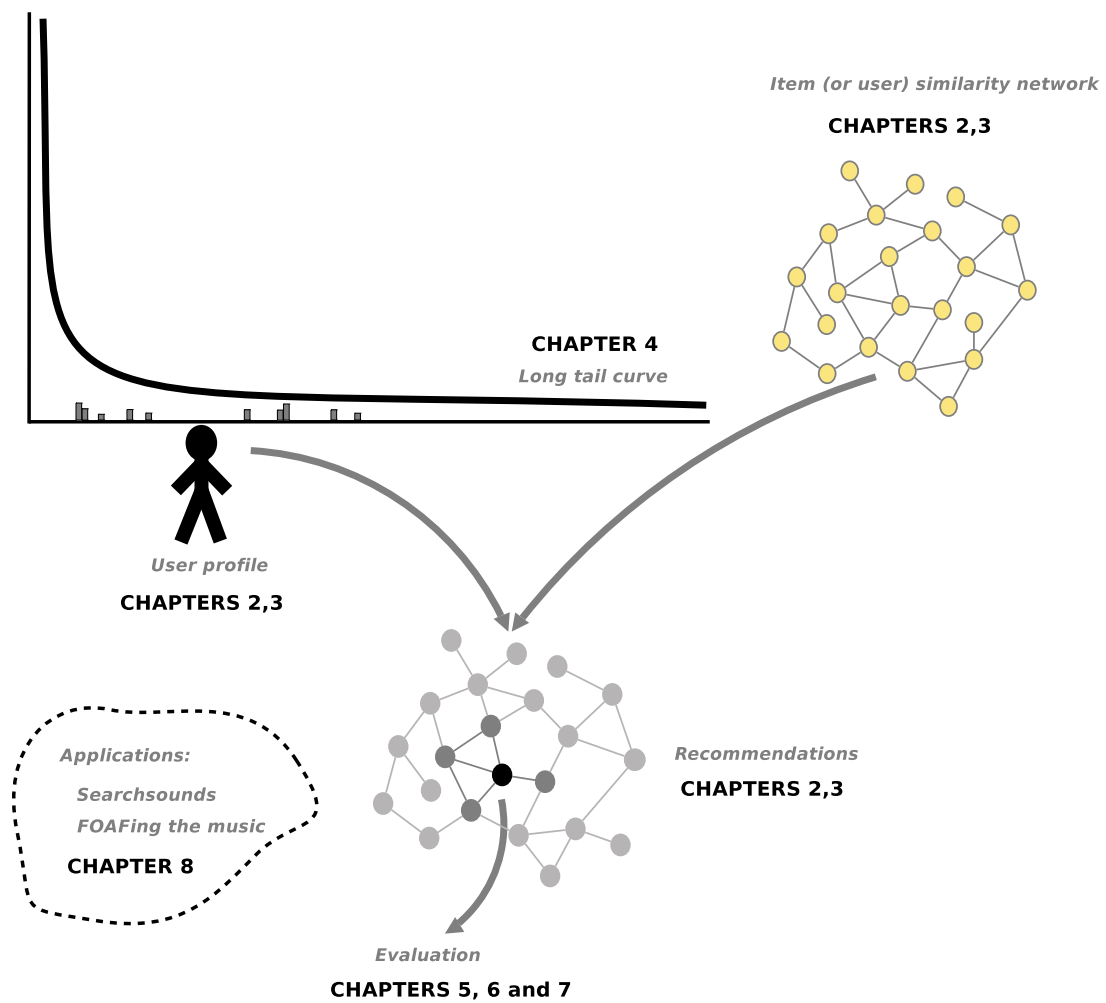 Item (or user) similarity network
CHAPTERS 2,3
CHAPTER 4
Long tail curve
User profile
CHAPTERS 2,3
Applications:
Searchsounds
FOAFing the music
CHAPTER 8
Recommendations
CHAPTERS 2,3
Evaluation
CHAPTERS 5, 6 and 7